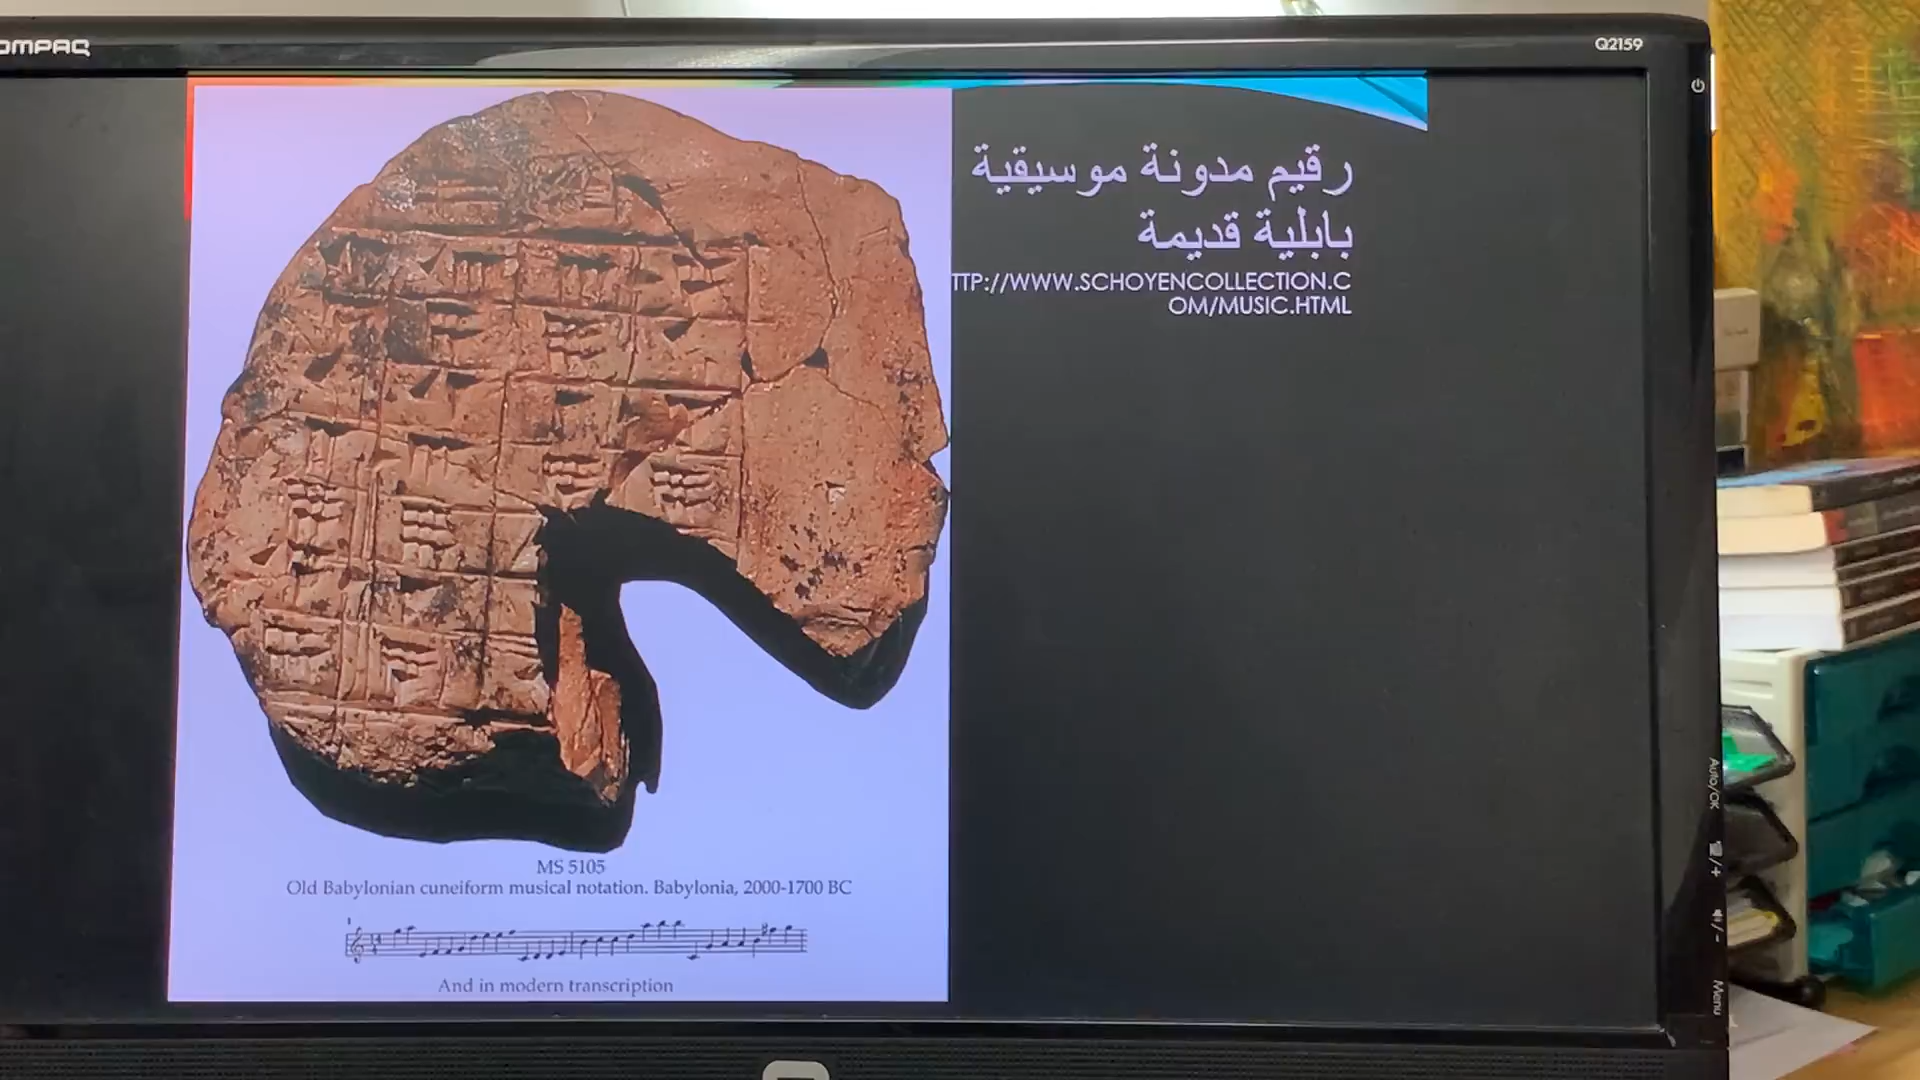 Q2159
رقيم مدونة موسيقية
بابلية قديمة
TTP://WWW.SCHOYENCOLLECTION.C
OM/MUSIC.HTML
MS 5105
Old Babylonian cuneiform musical notation. Babylonia, 2000-1700 BC
And in modern transcription
Auto/OK
Menu